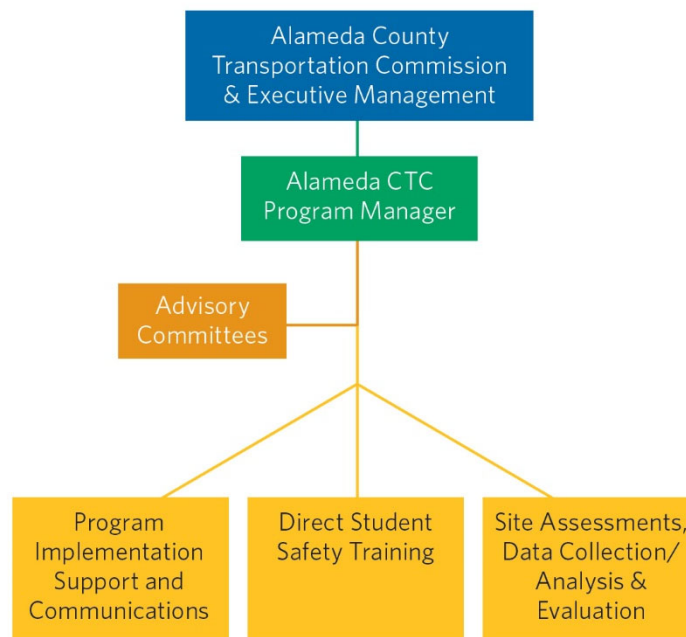 Alameda County
Transportation Commission
& Executive Management
Alameda CTC
Program Manager
Advisory
Committees
Program
Implementation
Support and
Communications
Direct Student
Safety Training
Site Assessments,
Data Collection/
Analysis &
Evaluation